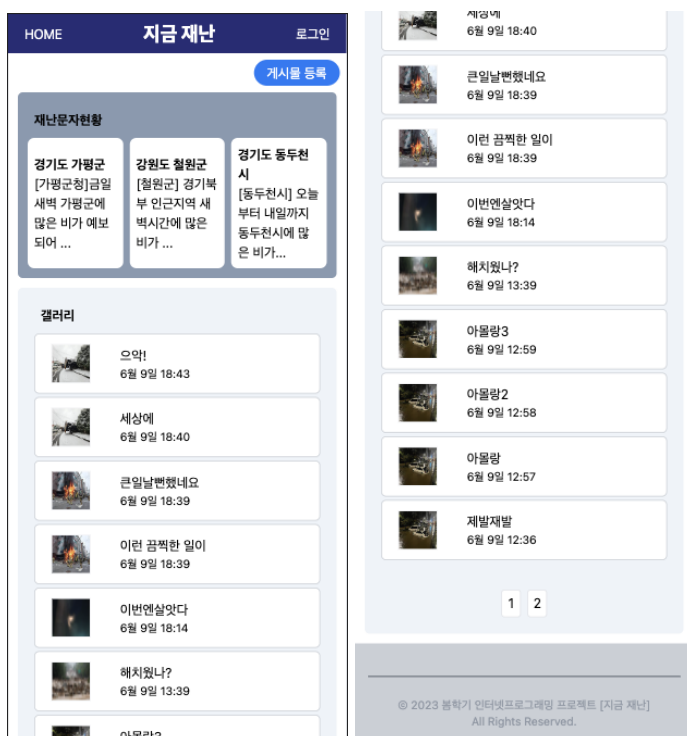 HOME
지금 재난
로그인
게시물 등록
재난문자현황
경기도 가평군
[가평군청]금일
새벽 가평군에
많은 비가 예보
되어 ...
강원도 철원군
[철원군] 경기북
부 인근지역 새
벽시간에 많은
비가 ...
경기도 동두천
시
[동두천시] 오늘
부터 내일까지
동두천시에 많
은 비가...
갤러리
으악!
6월 9일 18:43
세상에
6월 9일 18:40
큰일날뻔했네요
6월 9일 18:39
이런 끔찍한 일이
6월 9일 18:39
이번엔살앗다
6월 9일 18:14
해치웠나?
6월 9일 13:39
아몰랑3
세상에
6월 9일 18:40
큰일날뻔했네요
6월 9일 18:39
이런 끔찍한 일이
6월 9일 18:39
이번엔살앗다
6월 9일 18:14
해치웠나?
6월 9일 13:39
아몰랑3
6월 9일 12:59
아몰랑2
6월 9일 12:58
아몰랑
6월 9일 12:57
제발재발
6월 9일 12:36
1 2
© 2023 봄학기 인터넷프로그래밍 프로젝트 [지금 재난]
All Rights Reserved.